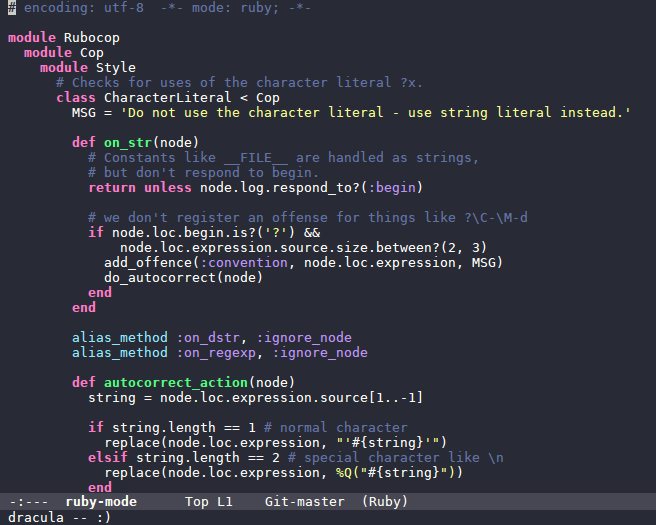 # encoding: utf-8  -*- mode: ruby; -*-
module Rubocop
  module Cop
    module Style
      # Checks for uses of the character literal ?x.
      class CharacterLiteral < Cop
        MSG = 'Do not use the character literal - use string literal instead.'
        def on_str(node)
          # Constants like __FILE__ are handled as strings,
          # but don't respond to begin.
          return unless node.log.respond_to?(:begin)
          # we don't register an offense for things like ?\C-\M-d
          if node.loc.begin.is?('?') &&
              node.loc.expression.source.size.between?(2, 3)
            add_offence(:convention, node.loc.expression, MSG)
            do_autocorrect(node)
          end
        end
        alias_method :on_dstr, :ignore_node
        alias_method :on_regexp, :ignore_node
        def autocorrect_action(node)
          string = node.loc.expression.source[1..-1]
          if string.length == 1 # normal character
            replace(node.loc.expression, "'#{string}'")
          elsif string.length == 2 # special character like \n
            replace(node.loc.expression, %Q("#{string}"))
          end
-:---  ruby-mode      Top L1    Git-master  (Ruby)
dracula -- :)